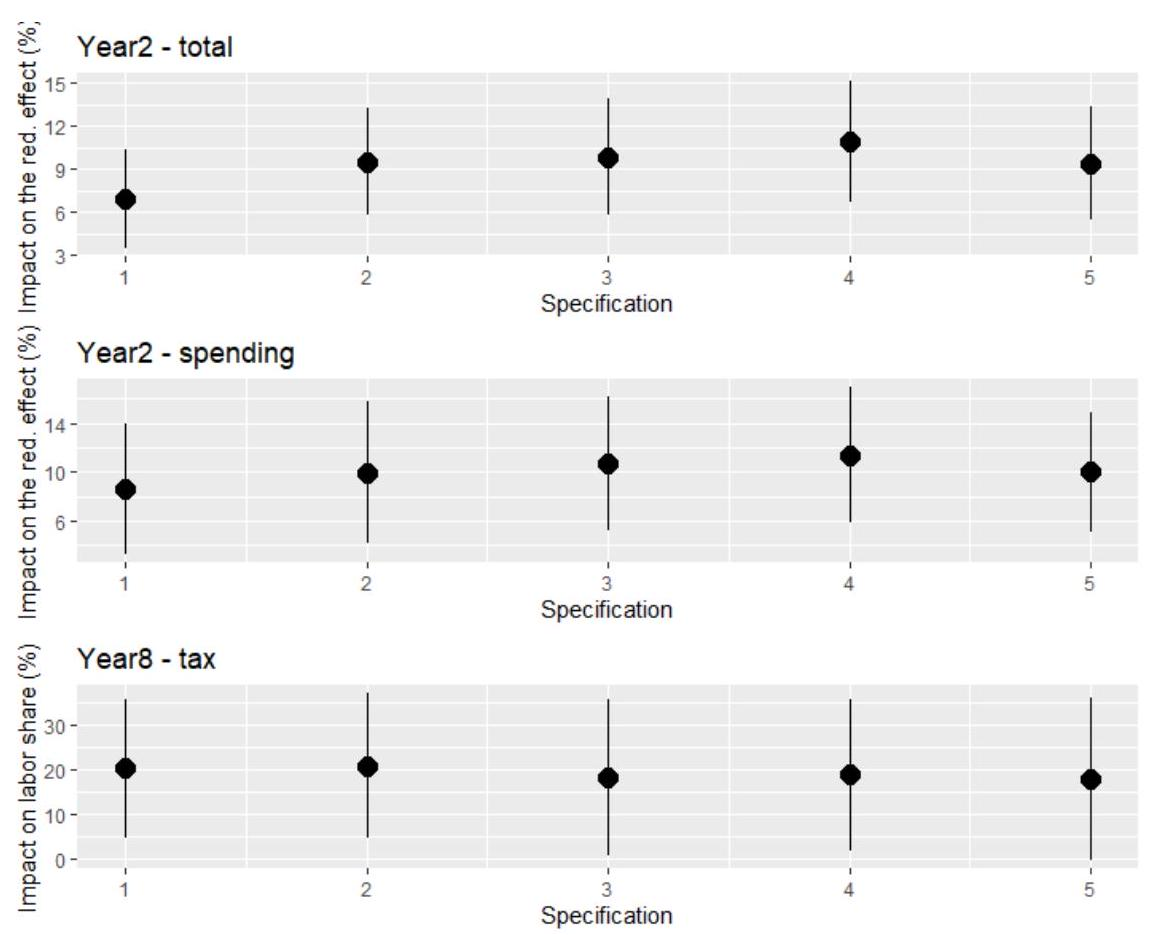 Year2 - total
Impact on the red. effect (%)
15
12
9
6
3
1 2 3 4 5
Specification
Year2 - spending
Impact on the red. effect (%)
14
10
6
1 2 3 4 5
Specification
Year8 - tax
Impact on labor share (%)
30
20
10
0
1 2 3 4 5
Specification